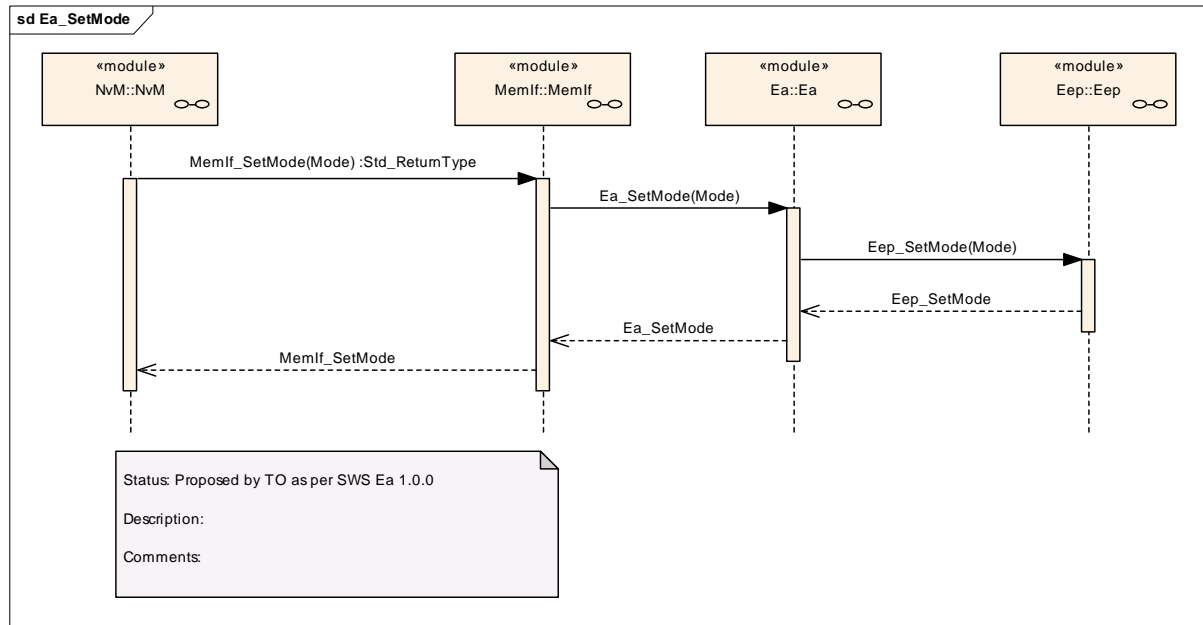 sd Ea_SetMode
«module»
NvM::NvM
«module»
MemIf::MemIf
«module»
Ea::Ea
«module»
Eep::Eep
MemIf_SetMode(Mode) :Std_ReturnType
Ea_SetMode(Mode)
Eep_SetMode(Mode)
Eep_SetMode
Ea_SetMode
MemIf_SetMode
Status: Proposed by TO as per SWS Ea 1.0.0
Description:
Comments: